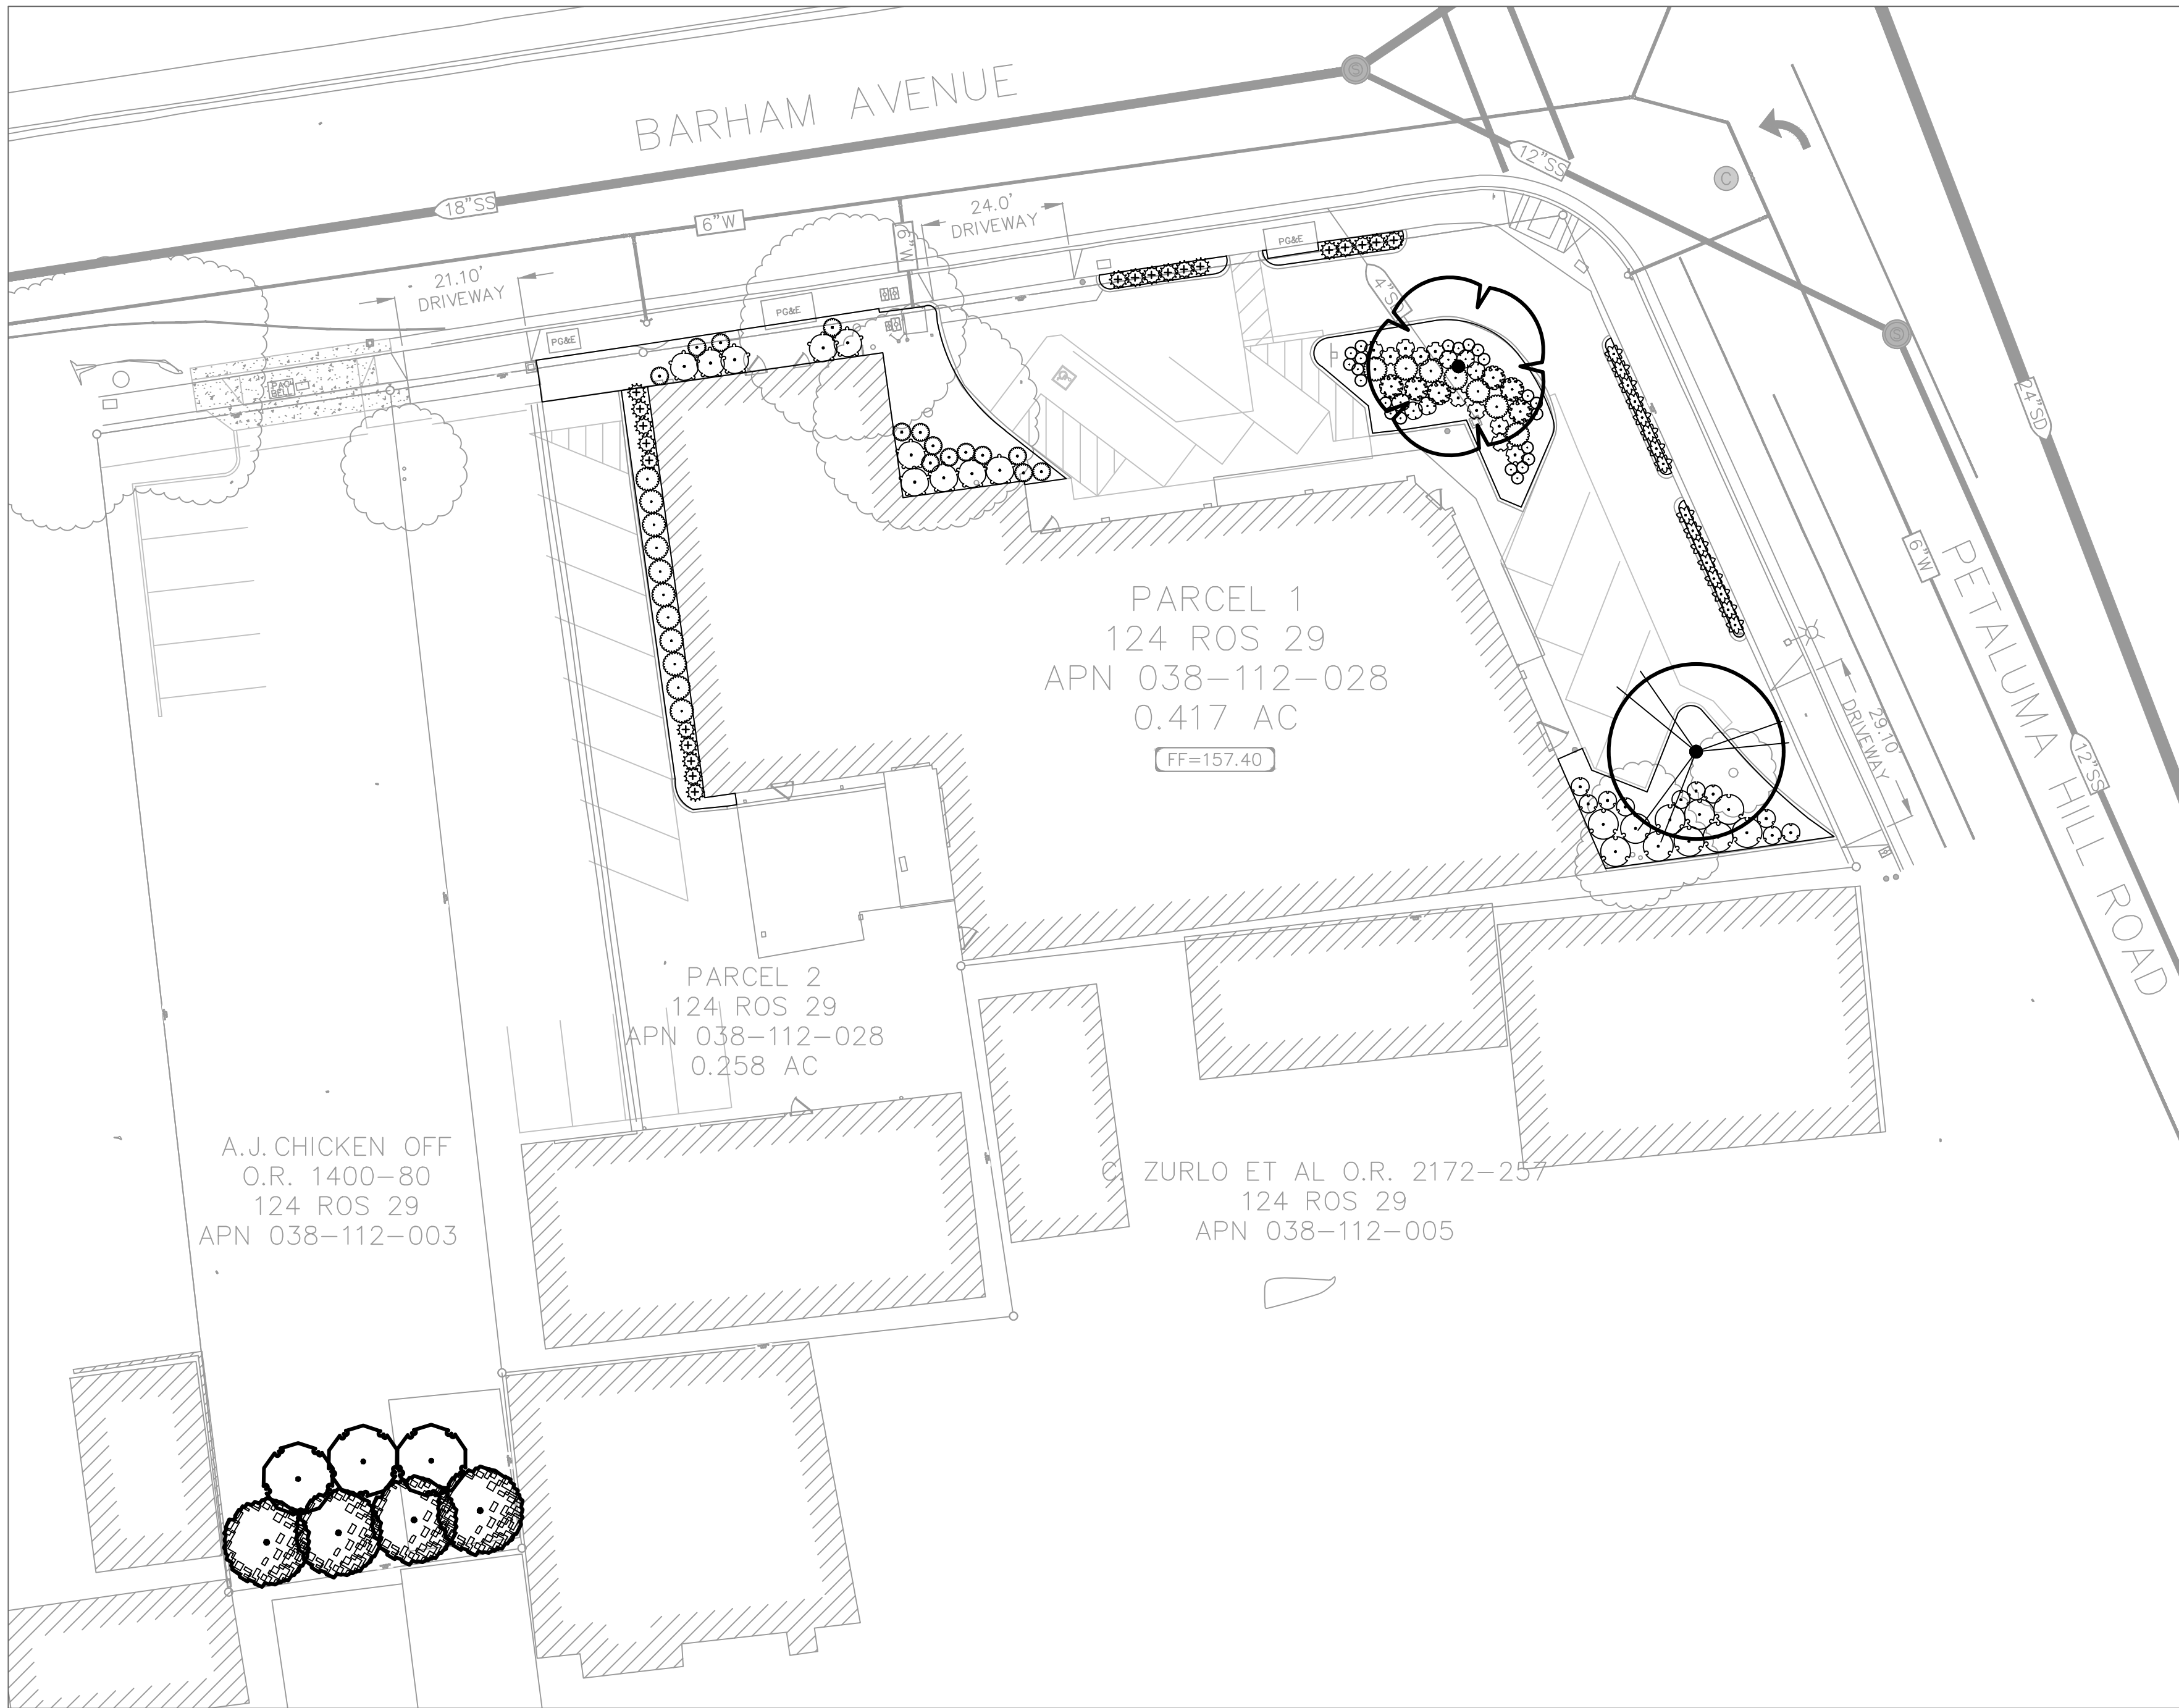 BARHAM AVENUE
S
12"SS
C
18"SS
6"W
6"W
24.0'
DRIVEWAY
21.10'
DRIVEWAY
PG&E
PG&E
PG&E
PAC
BELL
24"SD
6"W
PETALUMA HILL ROAD
12"SS
29.10'
DRIVEWAY
PARCEL 1
124 ROS 29
APN 038-112-028
0.417 AC
FF=157.40
PARCEL 2
124 ROS 29
APN 038-112-028
0.258 AC
A.J.CHICKEN OFF
O.R. 1400-80
124 ROS 29
APN 038-112-003
C. ZURLO ET AL O.R. 2172-257
124 ROS 29
APN 038-112-005